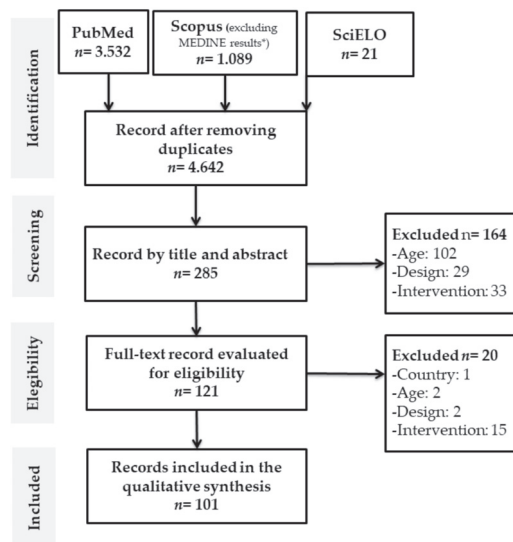 PubMed
n= 3.532
Scopus (excluding
MEDINE results*)
n= 1.089
SciELO
n= 21
Identification
Record after removing
duplicates
n= 4.642
Screening
Record by title and abstract
n= 285
Excluded n= 164
-Age: 102
-Design: 29
-Intervention: 33
Elegibility
Full-text record evaluated
for eligibility
n= 121
Excluded n= 20
-Country: 1
-Age: 2
-Design: 2
-Intervention: 15
Included
Records included in the
qualitative synthesis
n= 101